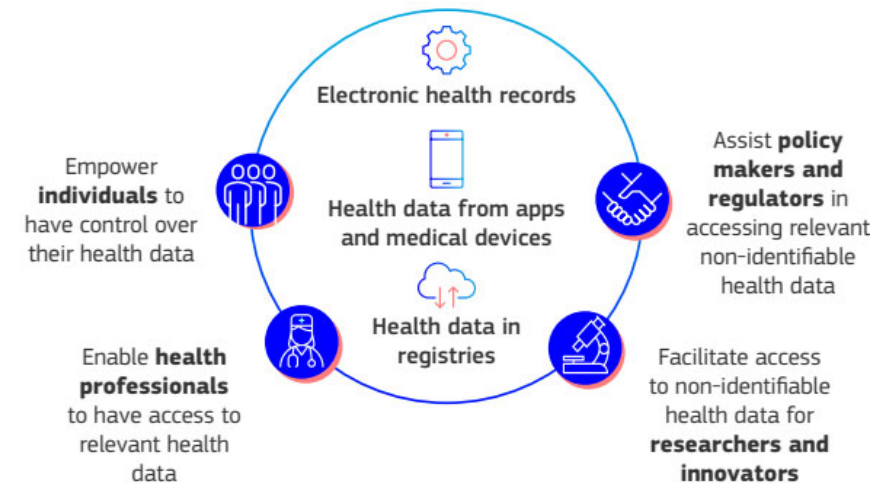 Electronic health records
Health data from apps
and medical devices
Health data in
registries
Empower
individuals to
have control over
their health data
Enable health
professionals
to have access to
relevant health
data
Assist policy
makers and
regulators in
accessing relevant
non-identifiable
health data
Facilitate access
to non-identifiable
health data for
researchers and
innovators